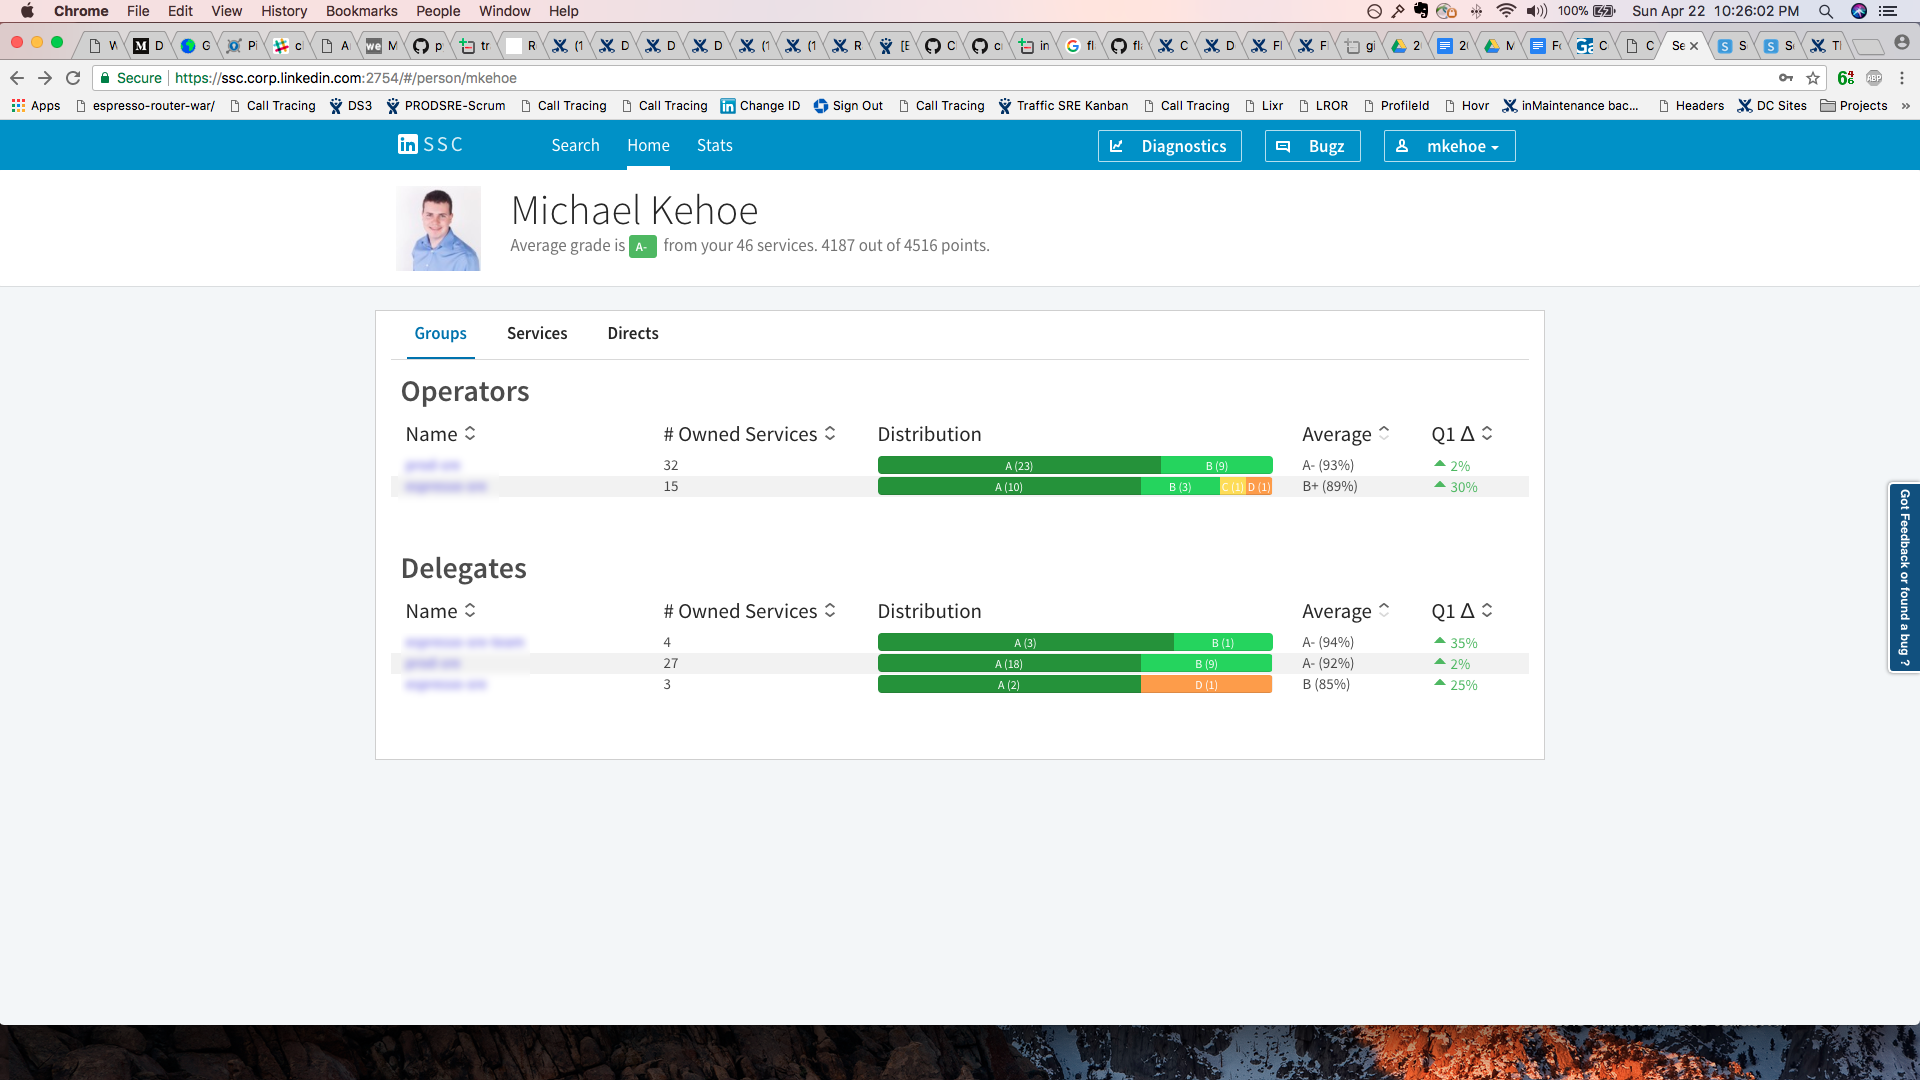 Chrome File Edit View History Bookmarks People Window Help 100% Sun Apr 22 10:26:02 PM
Secure https://ssc.corp.linkedin.com:2754/#/person/mkehoe
Apps espresso-router-war/ Call Tracing DS3 PRODSRE-Scrum Call Tracing Call Tracing Change ID Sign Out Call Tracing Traffic SRE Kanban Call Tracing Lixr LROR ProfileId Hovr inMaintenance bac... Headers DC Sites Projects »
in SSC Search Home Stats Diagnostics Bugz mkehoe
Michael Kehoe
Average grade is A- from your 46 services. 4187 out of 4516 points.
Groups Services Directs
Operators
Name # Owned Services Distribution Average Q1 Δ
32 A (23) B (9) A- (93%) 2%
15 A (10) B (3) C (1) D (1) B+ (89%) 30%
Got Feedback or found a bug ?
Delegates
Name # Owned Services Distribution Average Q1 Δ
4 A (3) B (1) A- (94%) 35%
27 A (18) B (9) A- (92%) 2%
3 A (2) D (1) B (85%) 25%